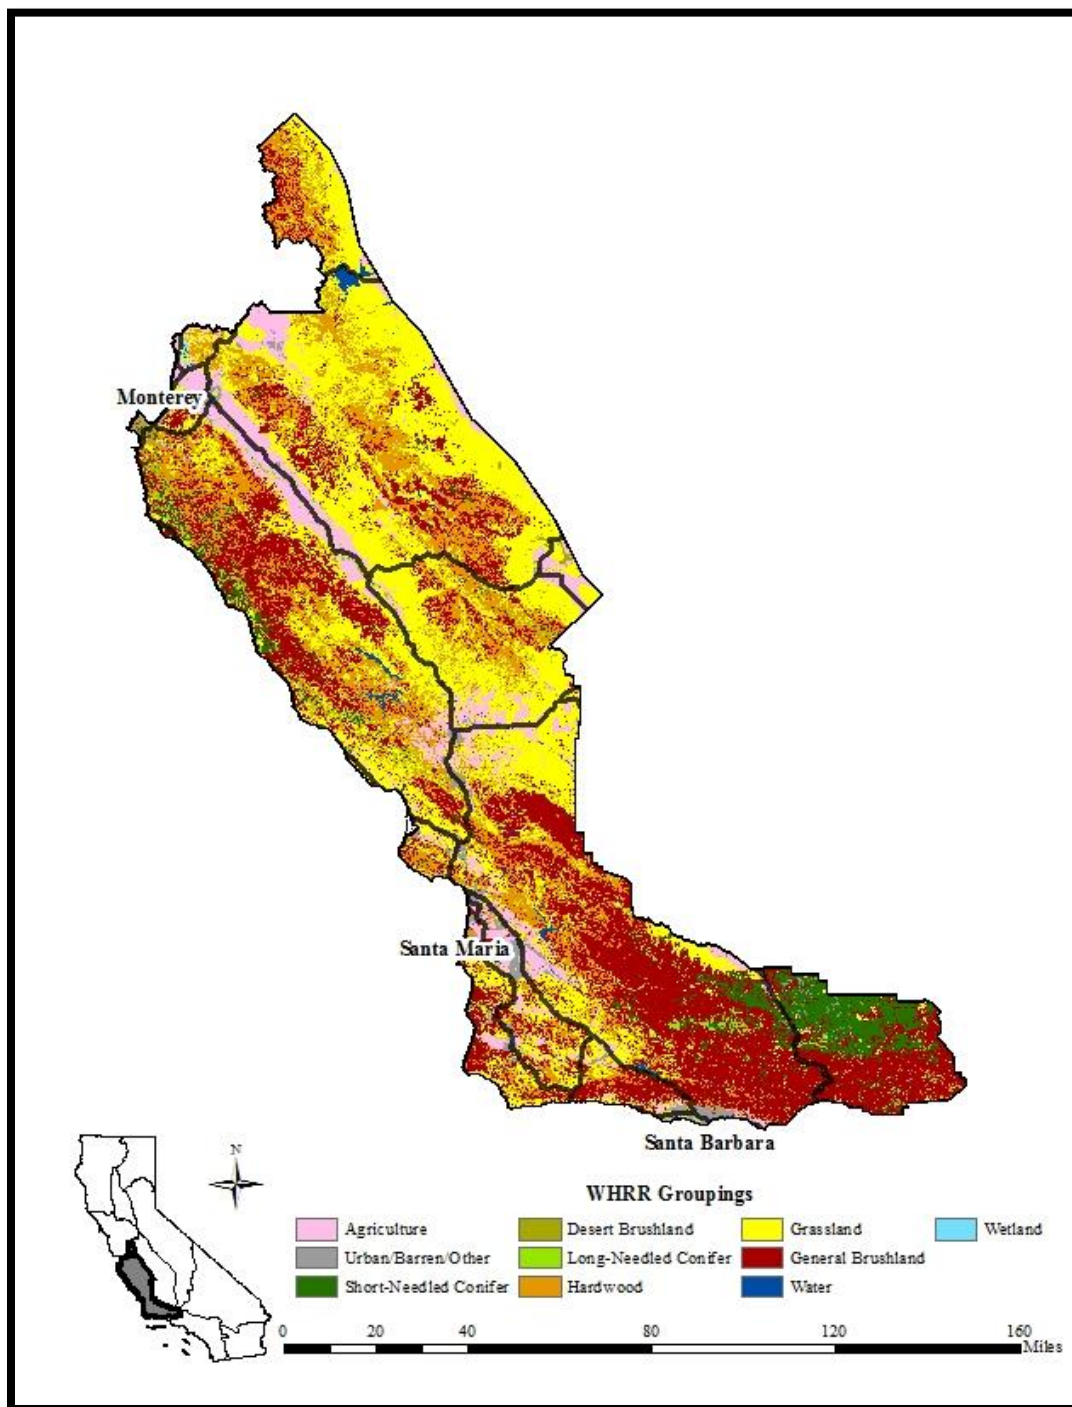 Monterey
Santa Maria
Santa Barbara
N
WHRR Groupings
Agriculture
Desert Brushland
Grassland
Wetland
Urban/Barren/Other
Long-Needled Conifer
General Brushland
Short-Needled Conifer
Hardwood
Water
0 20 40 80 120 160
Miles